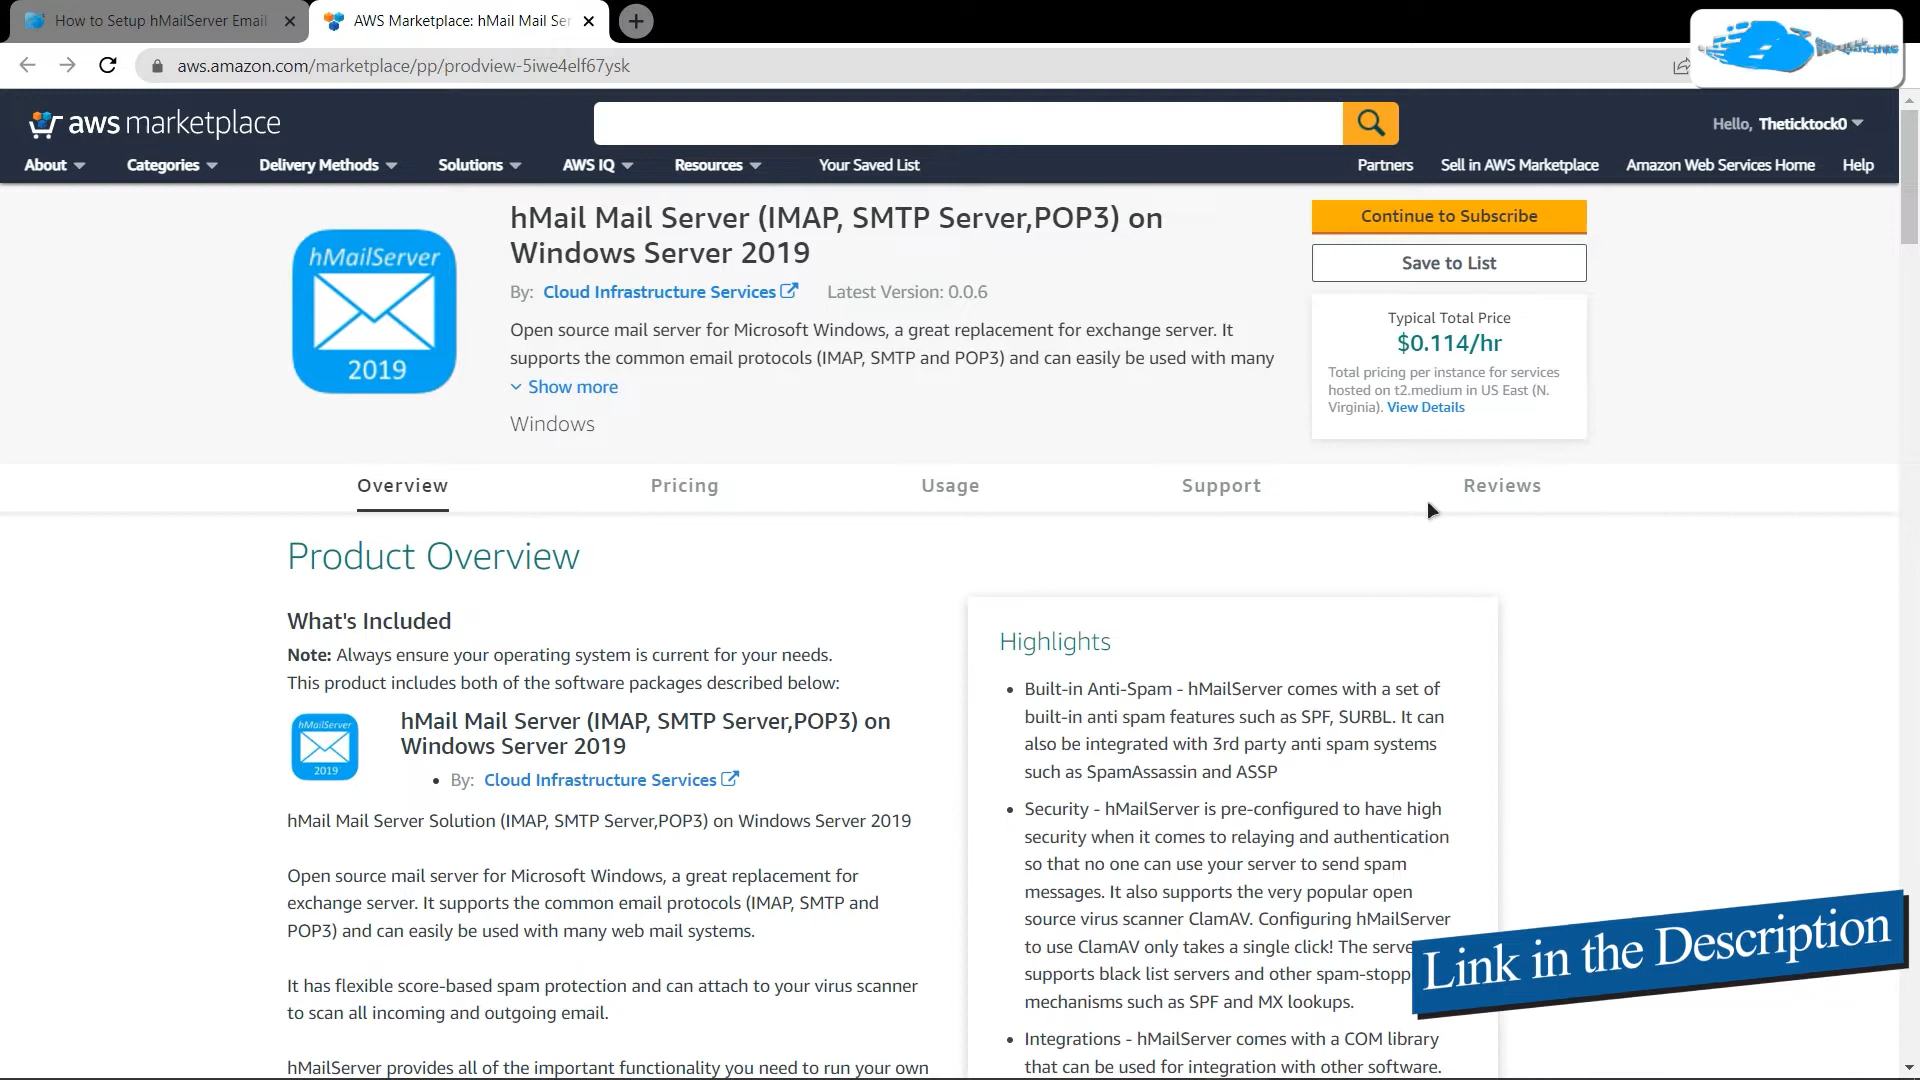 How to Setup hMailServer Email
AWS Marketplace: hMail Mail Ser
aws.amazon.com/marketplace/pp/prodview-5iwe4elf67ysk
aws marketplace
Hello, Theticktock0
About
Categories
Delivery Methods
Solutions
AWS IQ
Resources
Your Saved List
Partners
Sell in AWS Marketplace
Amazon Web Services Home
Help
hMailServer
2019
hMail Mail Server (IMAP, SMTP Server,POP3) on
Windows Server 2019
By: Cloud Infrastructure Services Latest Version: 0.0.6
Open source mail server for Microsoft Windows, a great replacement for exchange server. It
supports the common email protocols (IMAP, SMTP and POP3) and can easily be used with many
Show more
Windows
Continue to Subscribe
Save to List
Typical Total Price
$0.114/hr
Total pricing per instance for services
hosted on t2.medium in US East (N.
Virginia). View Details
Overview
Pricing
Usage
Support
Reviews
Product Overview
What's Included
Note: Always ensure your operating system is current for your needs.
This product includes both of the software packages described below:
hMailServer
2019
hMail Mail Server (IMAP, SMTP Server,POP3) on
Windows Server 2019
By: Cloud Infrastructure Services
hMail Mail Server Solution (IMAP, SMTP Server,POP3) on Windows Server 2019
Open source mail server for Microsoft Windows, a great replacement for
exchange server. It supports the common email protocols (IMAP, SMTP and
POP3) and can easily be used with many web mail systems.
It has flexible score-based spam protection and can attach to your virus scanner
to scan all incoming and outgoing email.
hMailServer provides all of the important functionality you need to run your own
Highlights
Built-in Anti-Spam - hMailServer comes with a set of
built-in anti spam features such as SPF, SURBL. It can
also be integrated with 3rd party anti spam systems
such as SpamAssassin and ASSP
Security - hMailServer is pre-configured to have high
security when it comes to relaying and authentication
so that no one can use your server to send spam
messages. It also supports the very popular open
source virus scanner ClamAV. Configuring hMailServer
to use ClamAV only takes a single click! The serve
supports black list servers and other spam-stopp
mechanisms such as SPF and MX lookups.
Integrations - hMailServer comes with a COM library
that can be used for integration with other software.
Link in the Description